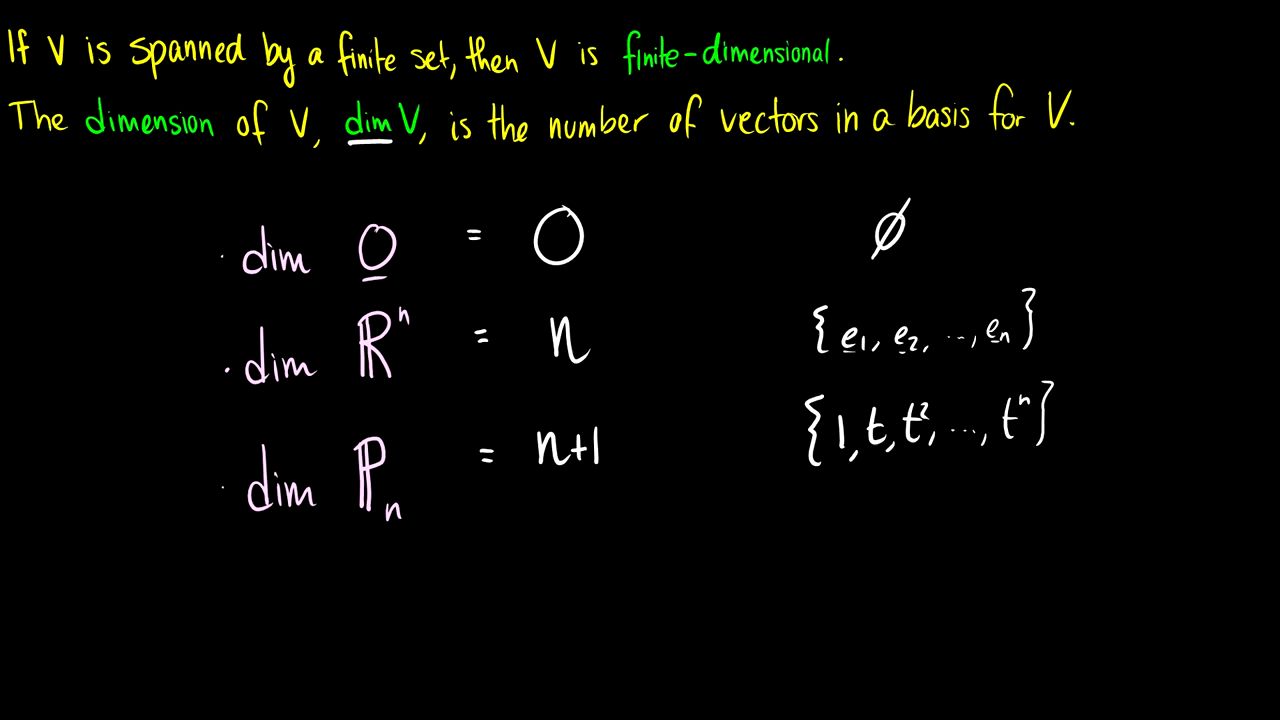 If V is spanned by a finite set, then V is finite-dimensional.
The dimension of V, dim V, is the number of vectors in a basis for V.
· dim 0 = 0 ∅
· dim ℝⁿ = n {e1, e2, ..., en}
· dim ℙₙ = n+1 {1, t, t², ..., tⁿ}